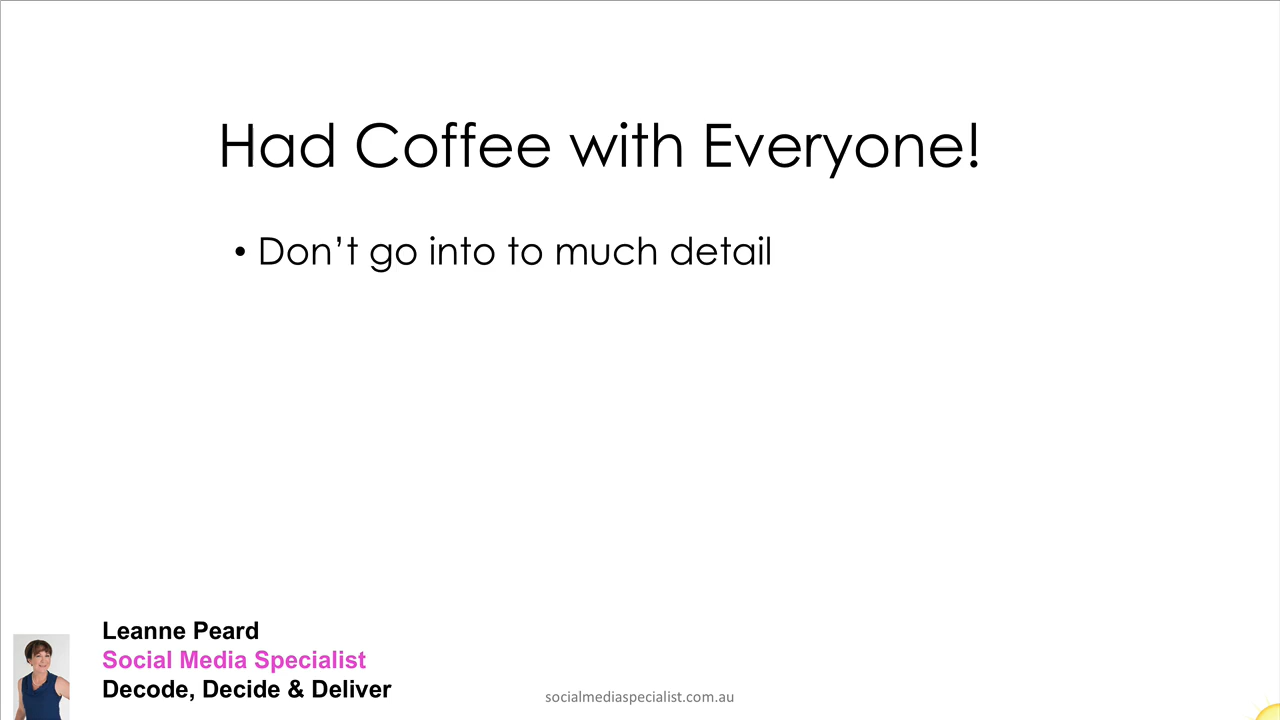 Had Coffee with Everyone!
• Don’t go into to much detail
Leanne Peard
Social Media Specialist
Decode, Decide & Deliver
socialmediaspecialist.com.au